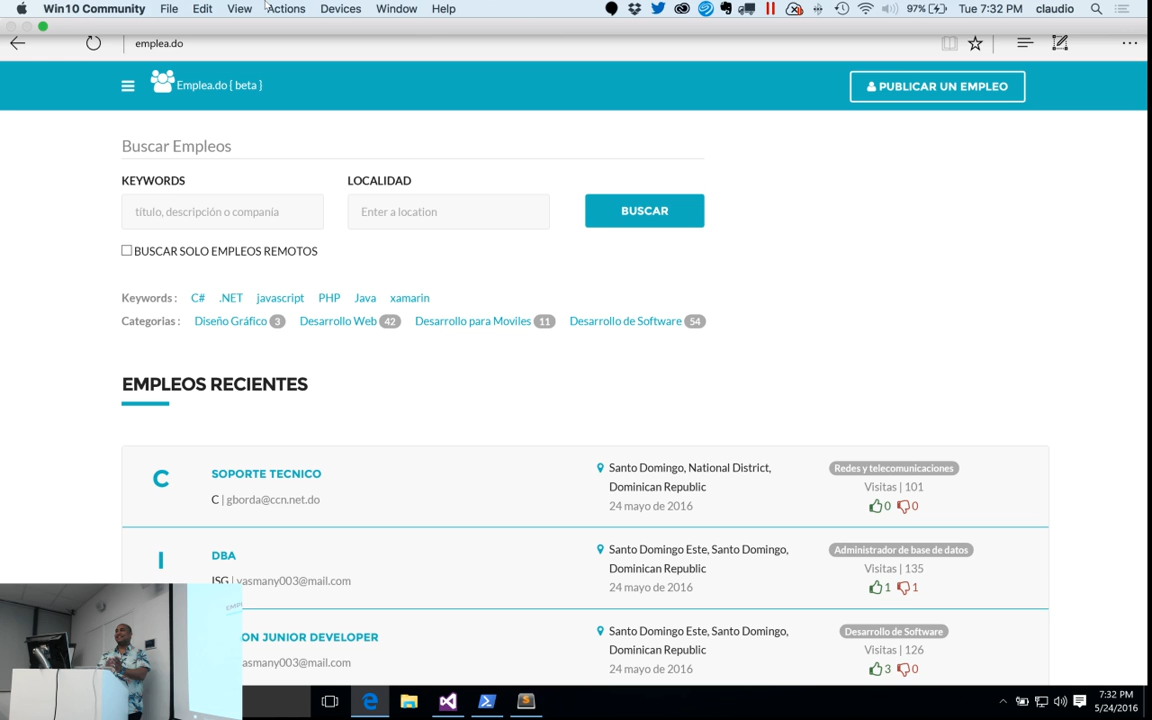 Win10 Community File Edit View Actions Devices Window Help 97% Tue 7:32 PM claudio
emplea.do
Emplea.do { beta } PUBLICAR UN EMPLEO
Buscar Empleos
KEYWORDS LOCALIDAD
título, descripción o companía Enter a location BUSCAR
BUSCAR SOLO EMPLEOS REMOTOS
Keywords : C# .NET javascript PHP Java xamarin
Categorias : Diseño Gráfico 3 Desarrollo Web 42 Desarrollo para Moviles 11 Desarrollo de Software 54
EMPLEOS RECIENTES
C SOPORTE TECNICO Santo Domingo, National District, Redes y telecomunicaciones
Dominican Republic Visitas | 101
C | gborda@ccn.net.do 24 mayo de 2016 0 0
I DBA Santo Domingo Este, Santo Domingo, Administrador de base de datos
Dominican Republic Visitas | 135
ISG | yasmany003@mail.com 24 mayo de 2016 1 1
ON JUNIOR DEVELOPER Santo Domingo Este, Santo Domingo, Desarrollo de Software
Dominican Republic Visitas | 126
yasmany003@mail.com 24 mayo de 2016 3 0
7:32 PM
5/24/2016